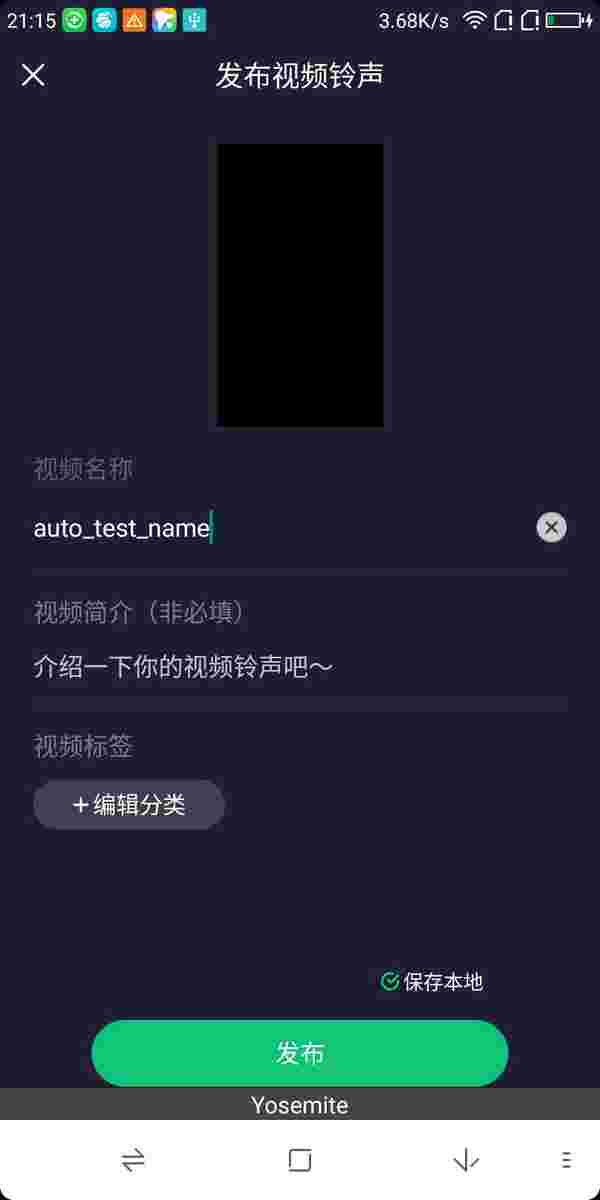 21:15
3.68K/s
发布视频铃声
视频名称
auto_test_name
视频简介（非必填）
介绍一下你的视频铃声吧～
视频标签
+编辑分类
保存本地
发布
Yosemite